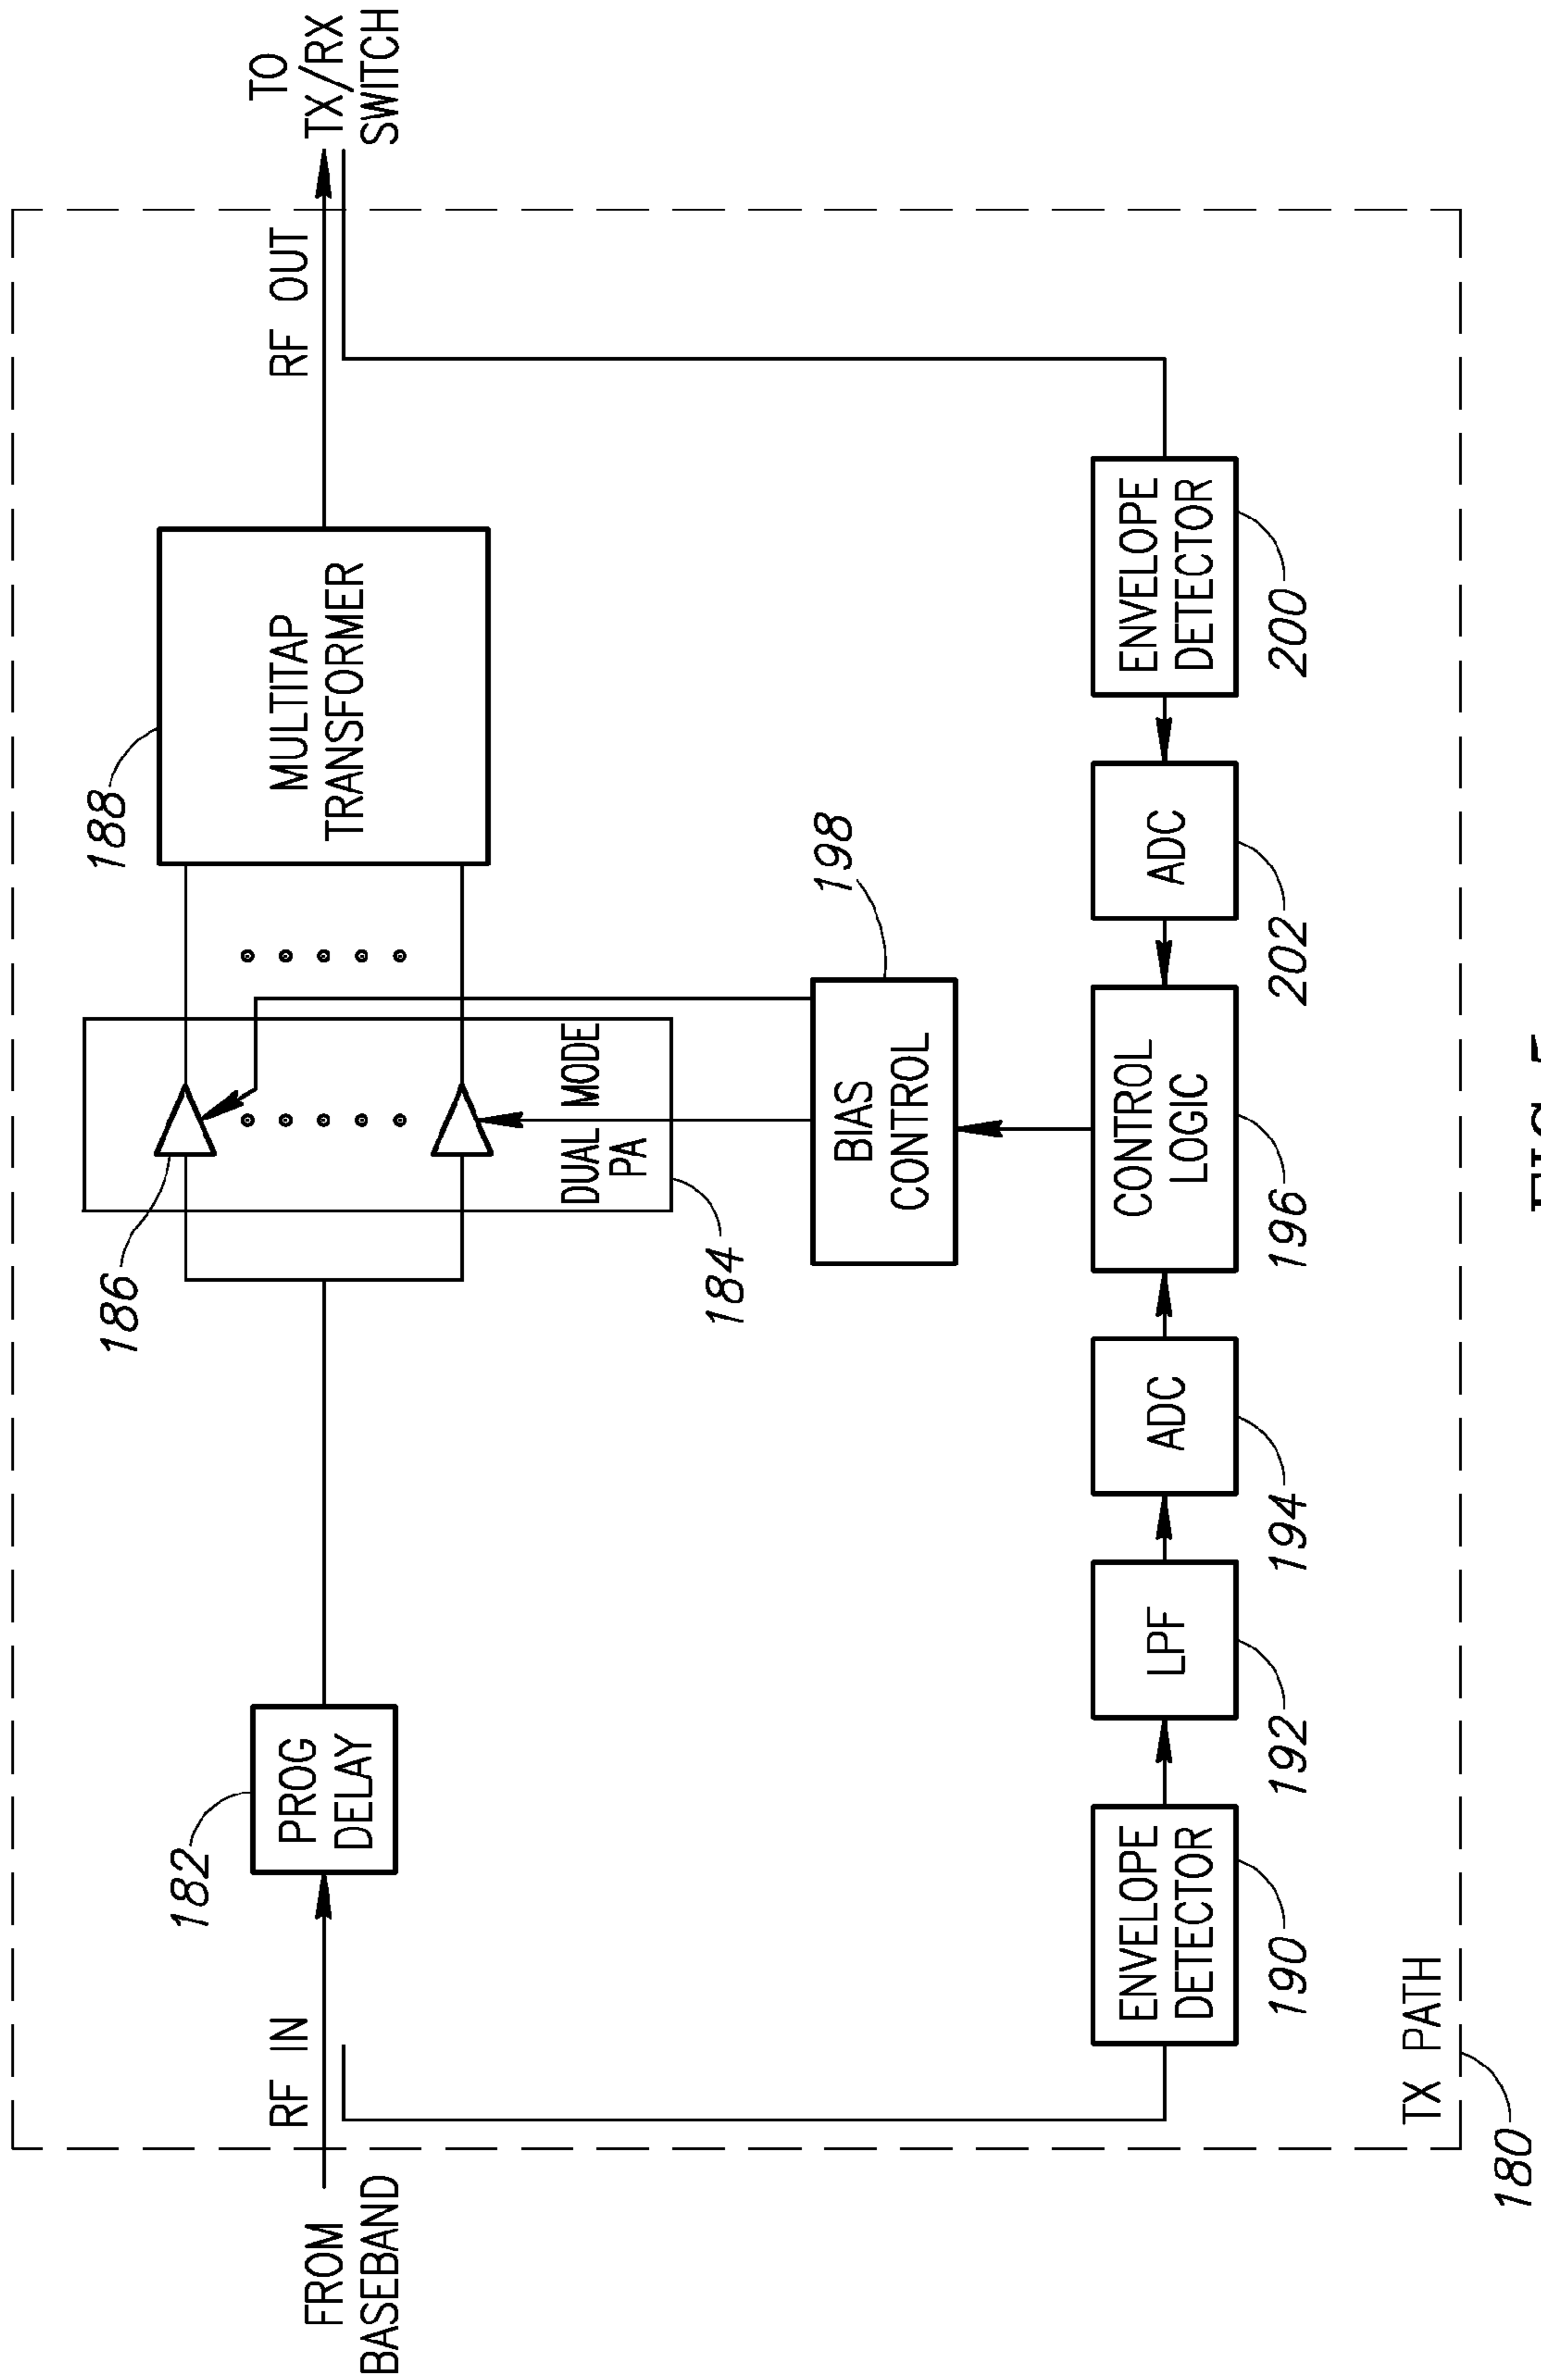 188
186
182
MULTITAP
TRANSFORMER
RF OUT
TO
TX/RX
SWITCH
FROM
BASEBAND
RF IN
PROG
DELAY
DUAL MODE
PA
184
198
BIAS
CONTROL
ENVELOPE
DETECTOR
LPF
ADC
CONTROL
LOGIC
ADC
ENVELOPE
DETECTOR
190
192
194
196
202
200
TX PATH
180